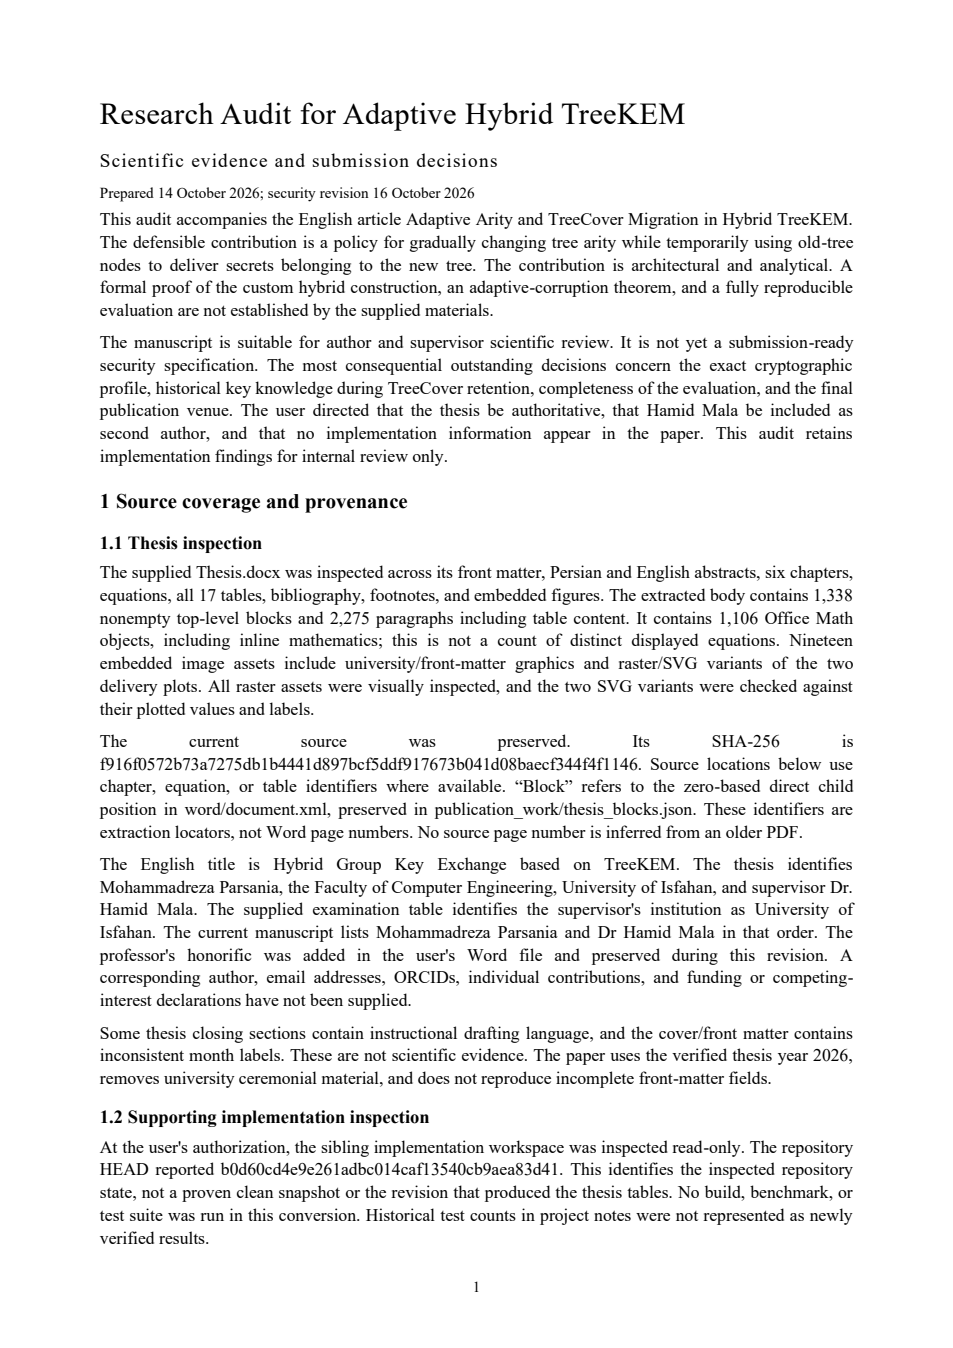 Research Audit for Adaptive Hybrid TreeKEM
Scientific evidence and submission decisions
Prepared 14 October 2026; security revision 16 October 2026
This audit accompanies the English article Adaptive Arity and TreeCover Migration in Hybrid TreeKEM.
The defensible contribution is a policy for gradually changing tree arity while temporarily using old-tree
nodes to deliver secrets belonging to the new tree. The contribution is architectural and analytical. A
formal proof of the custom hybrid construction, an adaptive-corruption theorem, and a fully reproducible
evaluation are not established by the supplied materials.
The manuscript is suitable for author and supervisor scientific review. It is not yet a submission-ready
security specification. The most consequential outstanding decisions concern the exact cryptographic
profile, historical key knowledge during TreeCover retention, completeness of the evaluation, and the final
publication venue. The user directed that the thesis be authoritative, that Hamid Mala be included as
second author, and that no implementation information appear in the paper. This audit retains
implementation findings for internal review only.
1 Source coverage and provenance
1.1 Thesis inspection
The supplied Thesis.docx was inspected across its front matter, Persian and English abstracts, six chapters,
equations, all 17 tables, bibliography, footnotes, and embedded figures. The extracted body contains 1,338
nonempty top-level blocks and 2,275 paragraphs including table content. It contains 1,106 Office Math
objects, including inline mathematics; this is not a count of distinct displayed equations. Nineteen
embedded image assets include university/front-matter graphics and raster/SVG variants of the two
delivery plots. All raster assets were visually inspected, and the two SVG variants were checked against
their plotted values and labels.
The current source was preserved. Its SHA-256 is
f916f0572b73a7275db1b4441d897bcf5ddf917673b041d08baecf344f4f1146. Source locations below use
chapter, equation, or table identifiers where available. “Block” refers to the zero-based direct child
position in word/document.xml, preserved in publication_work/thesis_blocks.json. These identifiers are
extraction locators, not Word page numbers. No source page number is inferred from an older PDF.
The English title is Hybrid Group Key Exchange based on TreeKEM. The thesis identifies
Mohammadreza Parsania, the Faculty of Computer Engineering, University of Isfahan, and supervisor Dr.
Hamid Mala. The supplied examination table identifies the supervisor's institution as University of
Isfahan. The current manuscript lists Mohammadreza Parsania and Dr Hamid Mala in that order. The
professor's honorific was added in the user's Word file and preserved during this revision. A
corresponding author, email addresses, ORCIDs, individual contributions, and funding or competing-
interest declarations have not been supplied.
Some thesis closing sections contain instructional drafting language, and the cover/front matter contains
inconsistent month labels. These are not scientific evidence. The paper uses the verified thesis year 2026,
removes university ceremonial material, and does not reproduce incomplete front-matter fields.
1.2 Supporting implementation inspection
At the user's authorization, the sibling implementation workspace was inspected read-only. The repository
HEAD reported b0d60cd4e9e261adbc014caf13540cb9aea83d41. This identifies the inspected repository
state, not a proven clean snapshot or the revision that produced the thesis tables. No build, benchmark, or
test suite was run in this conversion. Historical test counts in project notes were not represented as newly
verified results.
1